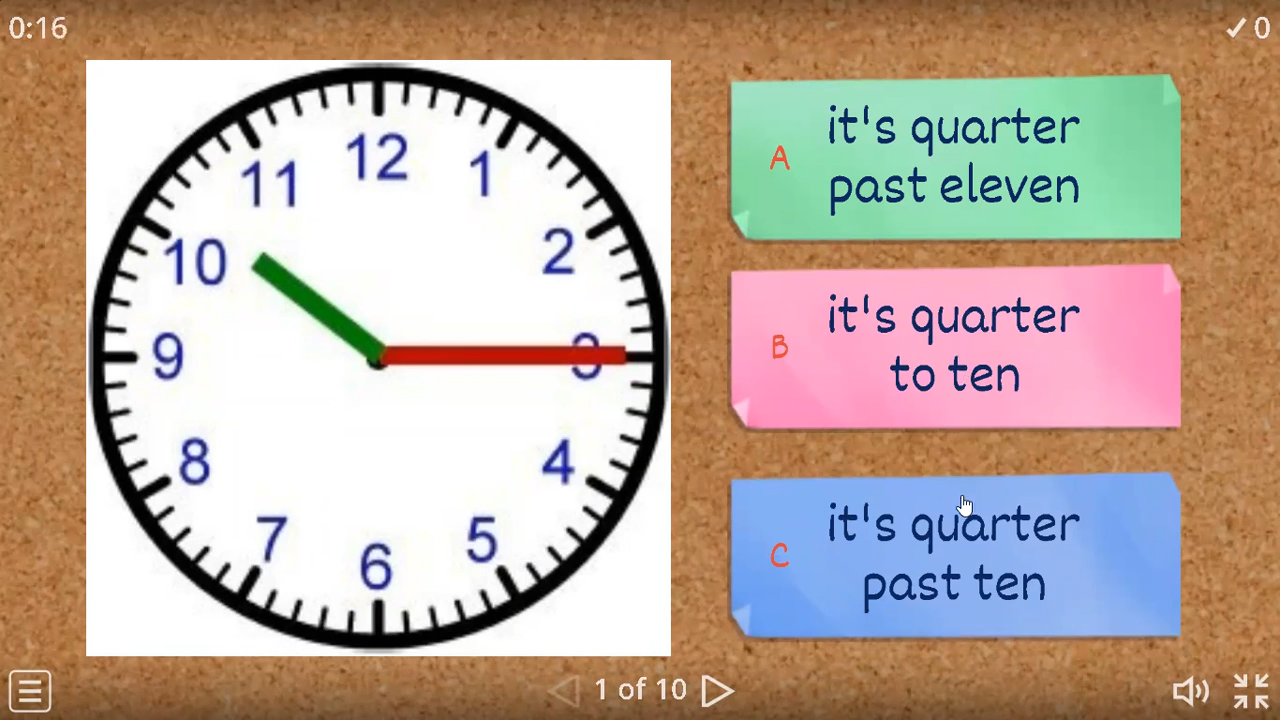 0:16
✓0
12
11
1
10
2
9
3
8
4
7
5
6
A
it's quarter
past eleven
B
it's quarter
to ten
C
it's quarter
past ten
1 of 10